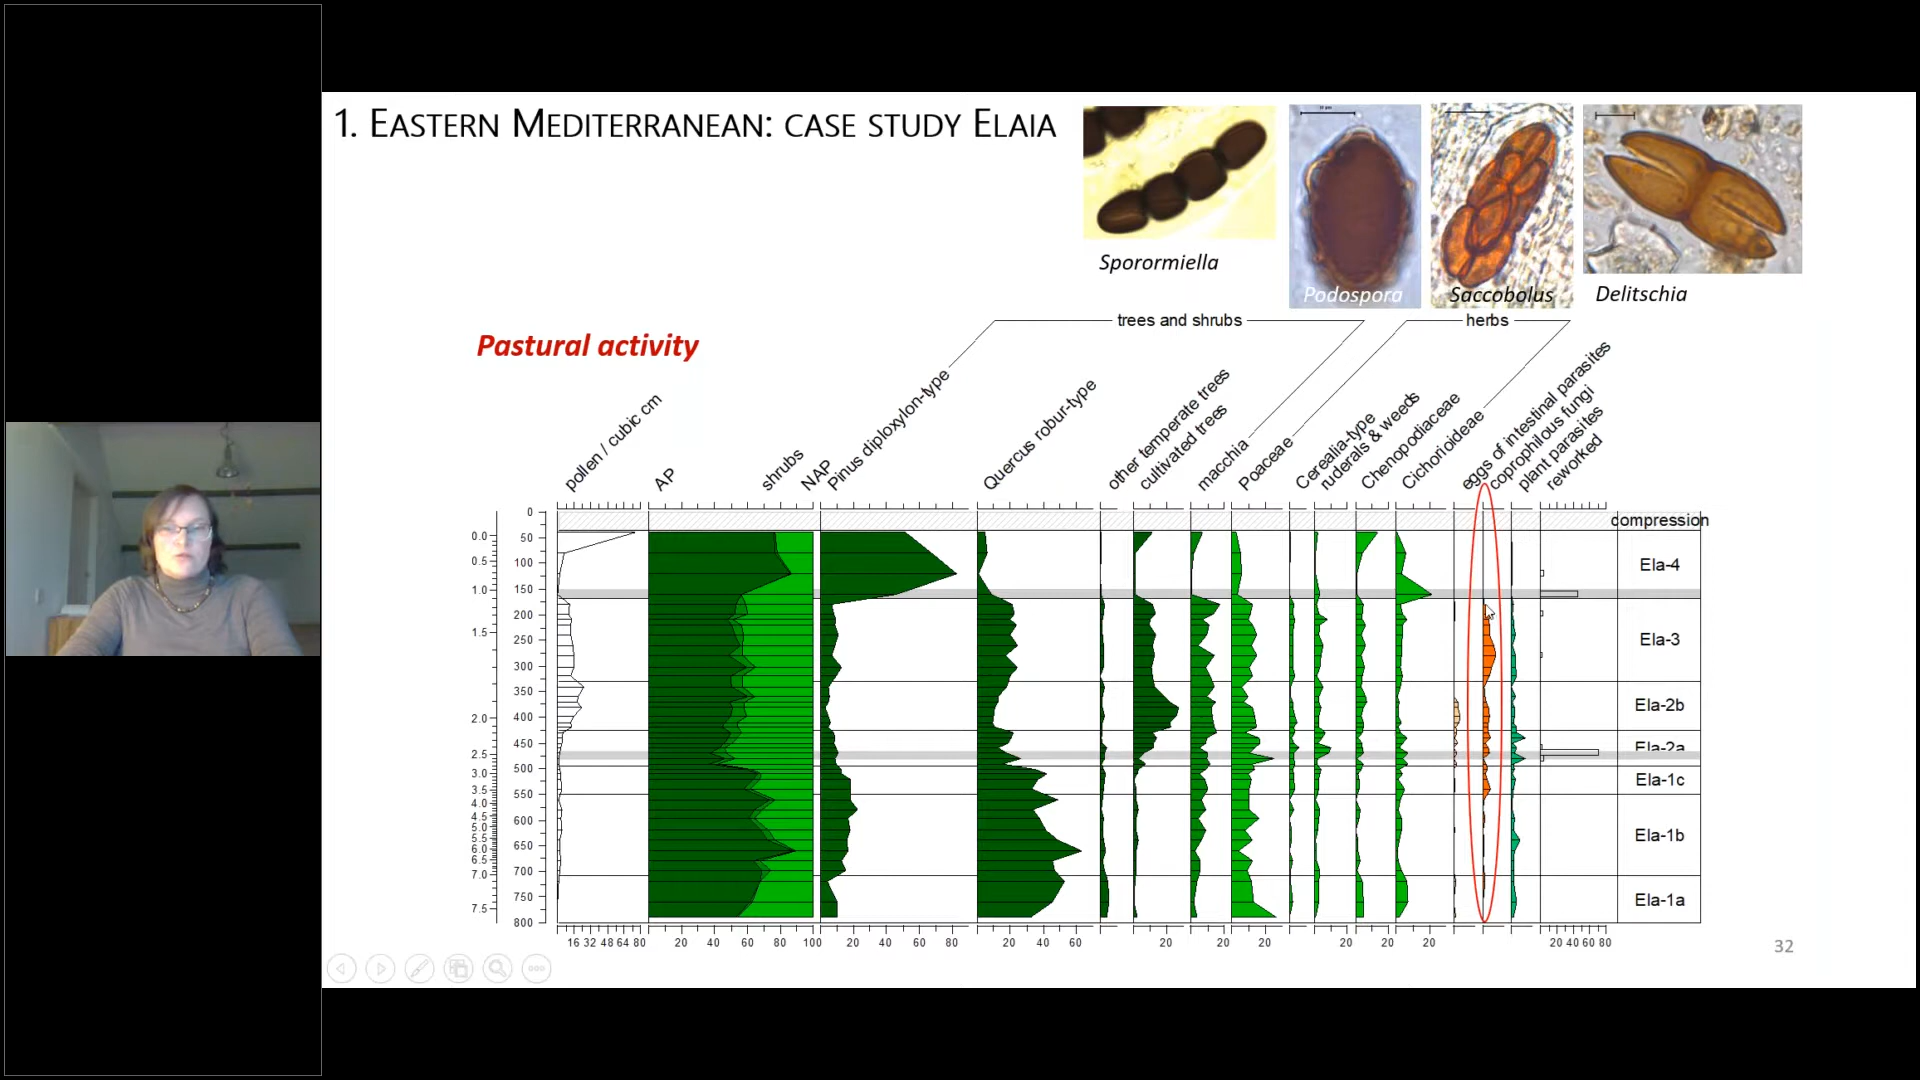 1. EASTERN MEDITERRANEAN: CASE STUDY ELAIA
Sporormiella
Podospora
Saccobolus
Delitschia
Pastural activity
trees and shrubs
herbs
pollen / cubic cm
AP
shrubs
NAP
Pinus diploxylon-type
Quercus robur-type
other temperate trees
cultivated trees
macchia
Poaceae
Cerealia-type
ruderals & weeds
Chenopodiaceae
Cichorioideae
eggs of intestinal parasites
coprophilous fungi
plant parasites
reworked
0.0
0.5
1.0
1.5
2.0
2.5
3.0
3.5
4.0
4.5
5.0
5.5
6.0
6.5
7.0
7.5
0
50
100
150
200
250
300
350
400
450
500
550
600
650
700
750
800
compression
Ela-4
Ela-3
Ela-2b
Ela-2a
Ela-1c
Ela-1b
Ela-1a
16 32 48 64 80
20 40 60 80 100
20 40 60 80
20 40 60
20
20
20
20
20
20
20 40 60 80
32